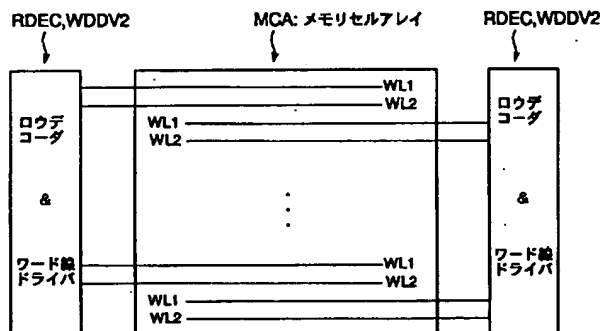 RDEC,WDDV2
MCA: メモリセルアレイ
RDEC,WDDV2
WL1
WL2
WL1
WL2
ロウデ
コーダ
&
ワード線
ドライバ
ロウデ
コーダ
&
ワード線
ドライバ
WL1
WL2
WL1
WL2